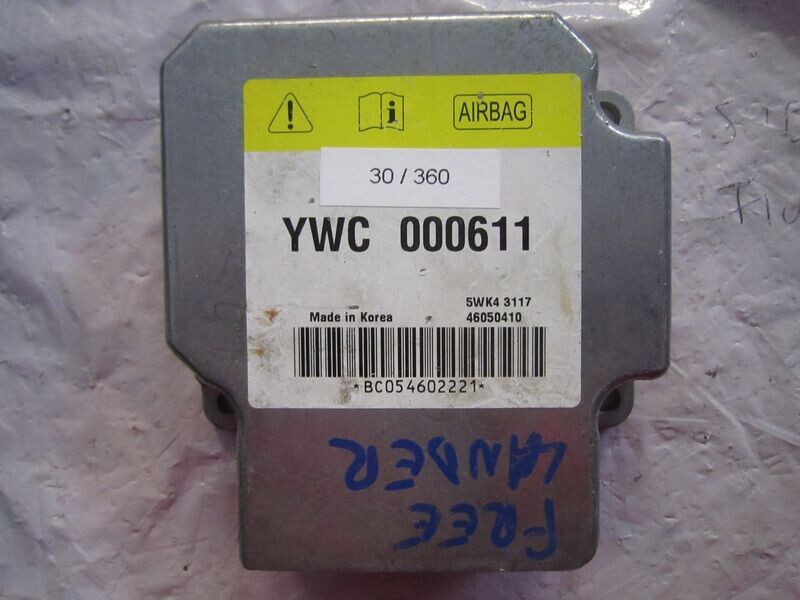 AIRBAG
30 / 360
YWC 000611
5WK4 3117
Made in Korea 46050410
*BC054602221*
FREE
LANDER